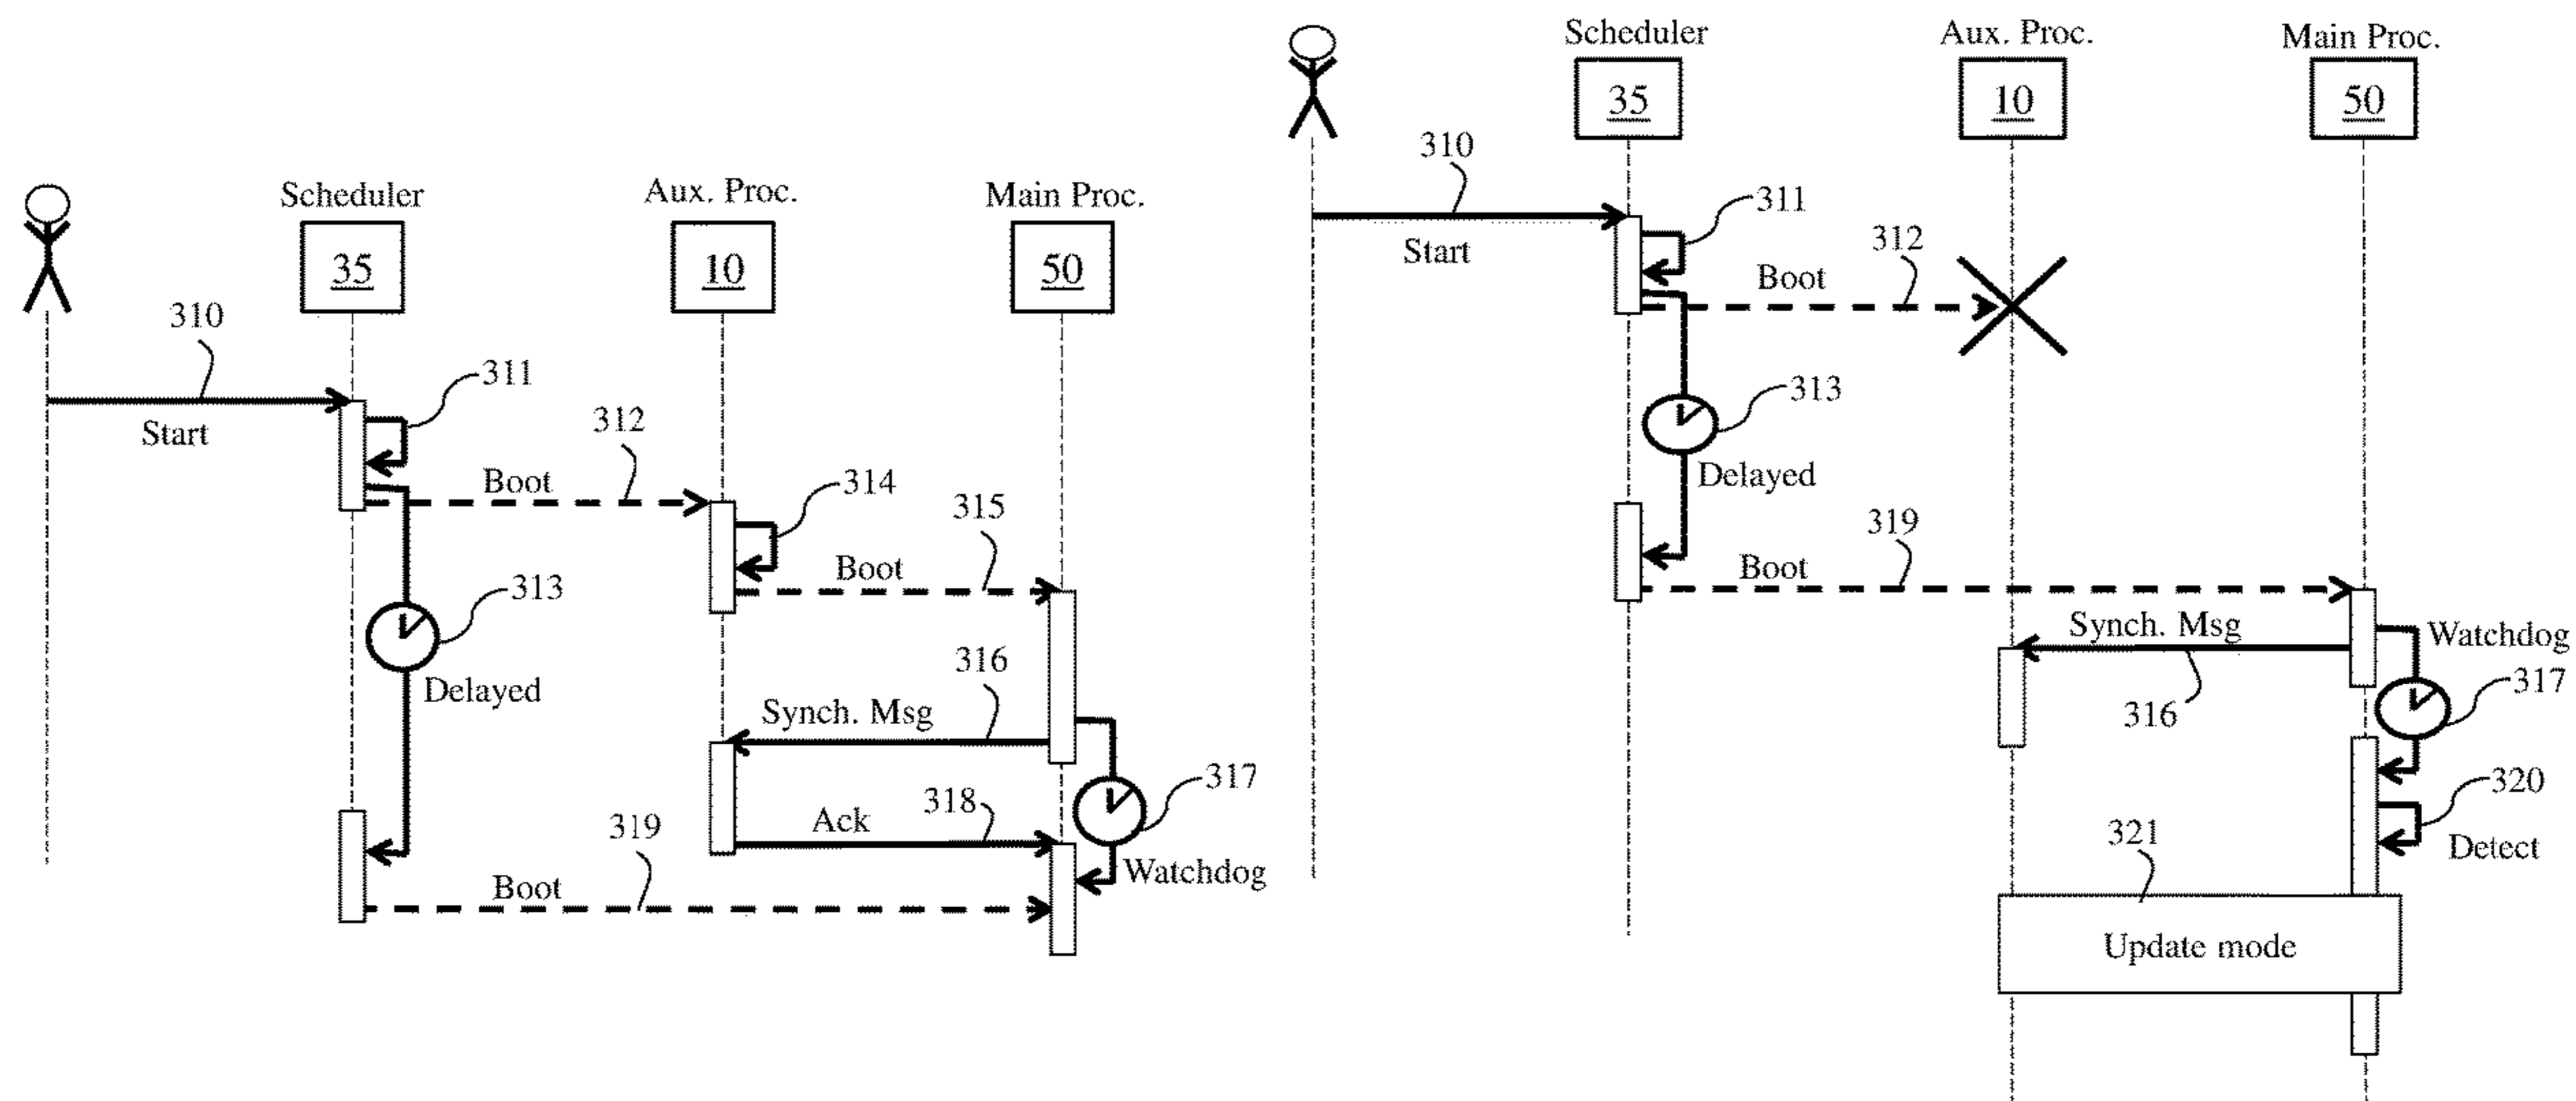 Scheduler
Aux. Proc.
Main Proc.
35
10
50
310
Start
311
312
Boot
314
315
Boot
313
Delayed
316
Synch. Msg
317
318
Ack
Watchdog
319
Boot
Scheduler
Aux. Proc.
Main Proc.
35
10
50
310
Start
311
312
Boot
313
Delayed
319
Boot
Synch. Msg
Watchdog
316
317
320
Detect
321
Update mode